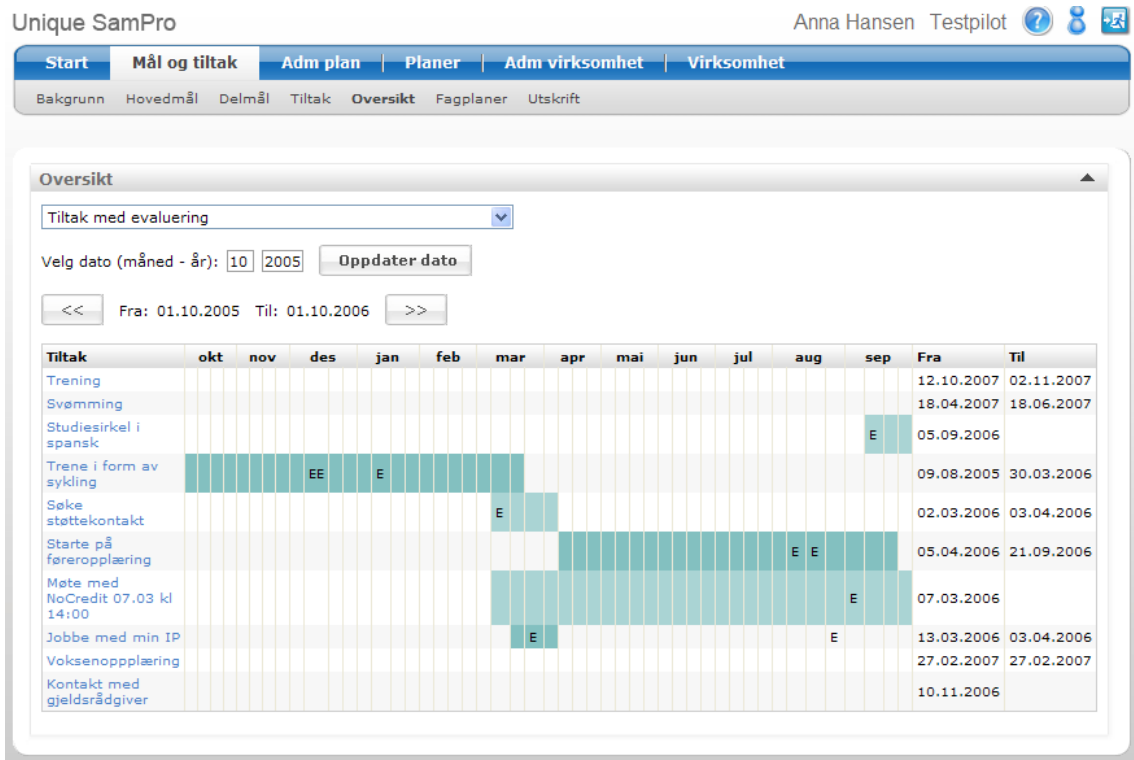 Unique SamPro
Anna Hansen Testpilot ?
Start Mål og tiltak Adm plan Planer Adm virksomhet Virksomhet
Bakgrunn Hovedmål Delmål Tiltak Oversikt Fagplaner Utskrift
Oversikt
Tiltak med evaluering
Velg dato (måned - år): 10 2005 Oppdater dato
<< Fra: 01.10.2005 Til: 01.10.2006 >>
Tiltak okt nov des jan feb mar apr mai jun jul aug sep Fra Til
Trening 12.10.2007 02.11.2007
Svømming 18.04.2007 18.06.2007
Studiesirkel i
spansk
E 05.09.2006
Trene i form av
sykling
EE E 09.08.2005 30.03.2006
Søke
støttekontakt
E 02.03.2006 03.04.2006
Starte på
føreropplæring
E E 05.04.2006 21.09.2006
Møte med
NoCredit 07.03 kl
14:00
E 07.03.2006
Jobbe med min IP E E 13.03.2006 03.04.2006
Voksenoppplæring 27.02.2007 27.02.2007
Kontakt med
gjeldsrådgiver
10.11.2006